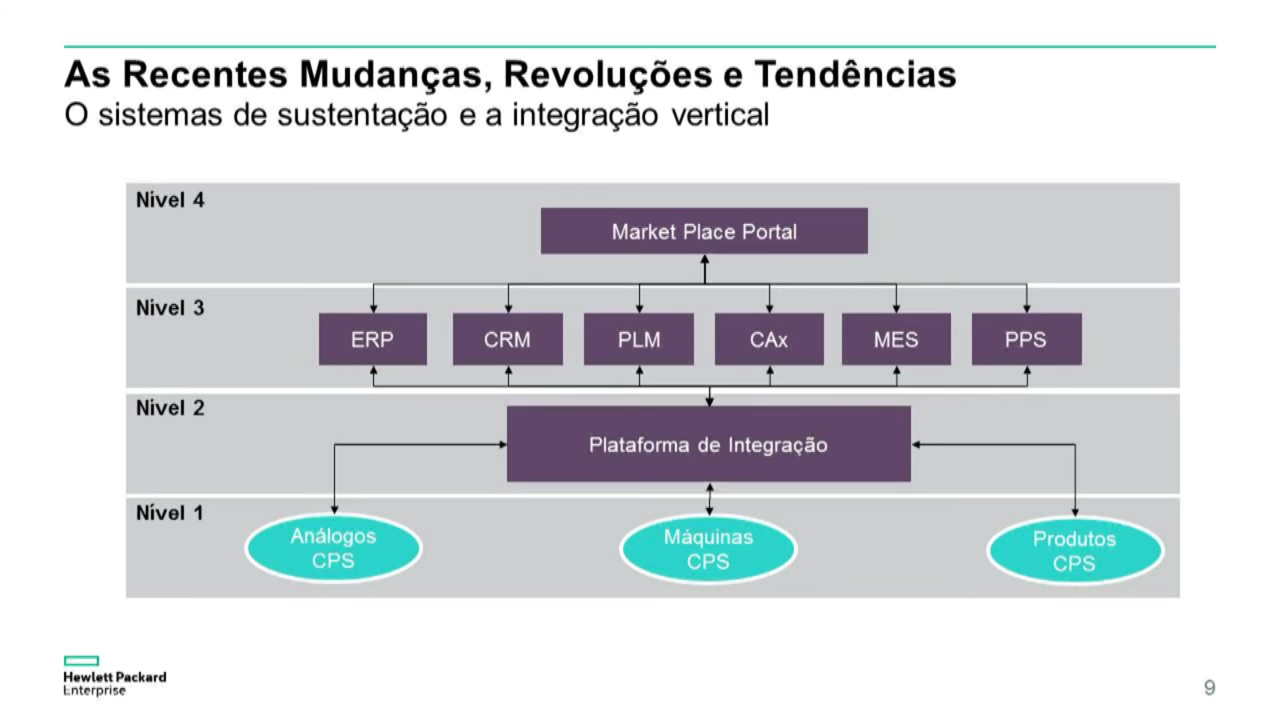 As Recentes Mudanças, Revoluções e Tendências
O sistemas de sustentação e a integração vertical
Nivel 4
Market Place Portal
Nivel 3
ERP
CRM
PLM
CAx
MES
PPS
Nivel 2
Plataforma de Integração
Nível 1
Análogos
CPS
Máquinas
CPS
Produtos
CPS
Hewlett Packard
Enterprise
9